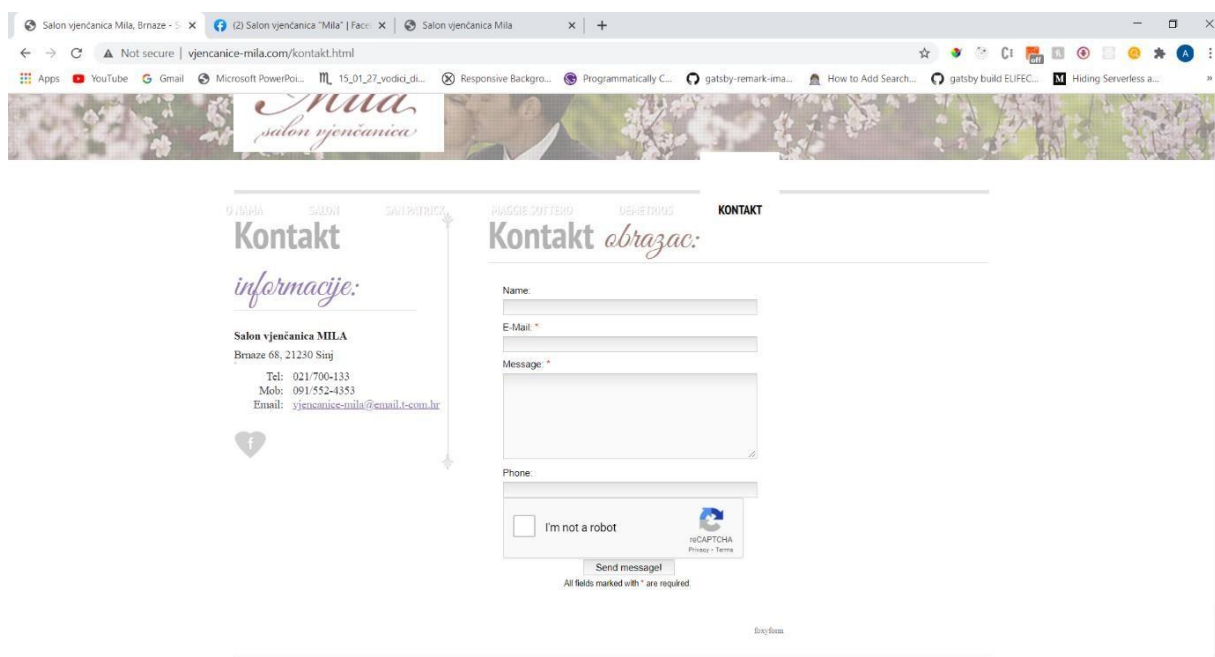 Salon vjenčanica Mila, Brnaze - S
(2) Salon vjenčanica "Mila" | Face
Salon vjenčanica Mila
Not secure | vjencanice-mila.com/kontakt.html
off
A
Apps YouTube Gmail Microsoft PowerPoi... 15_01_27_vodici_di... Responsive Backgro... Programmatically C... gatsby-remark-ima... How to Add Search... gatsby build ELIFEC... Hiding Serverless a... »
Mila
salon vjenčanica
O NAMA SALON SAN PATRICK MAGGIE SOTTERO DEMETRIOS KONTAKT
Kontakt
informacije:
Salon vjenčanica MILA
Brnaze 68, 21230 Sinj
Tel: 021/700-133
Mob: 091/552-4353
Email: vjencanice-mila@email.t-com.hr
f
Kontakt obrazac:
Name:
E-Mail: *
Message: *
Phone:
I'm not a robot
reCAPTCHA
Privacy - Terms
Send message!
All fields marked with * are required.
foxyform